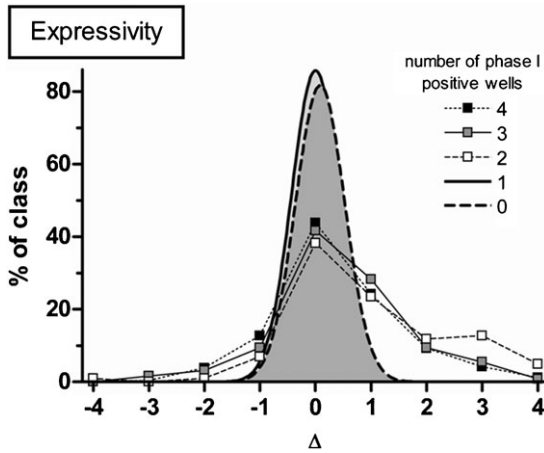 Expressivity
number of phase I
positive wells
4
3
2
1
0
% of class
80
60
40
20
0
-4 -3 -2 -1 0 1 2 3 4
Δ